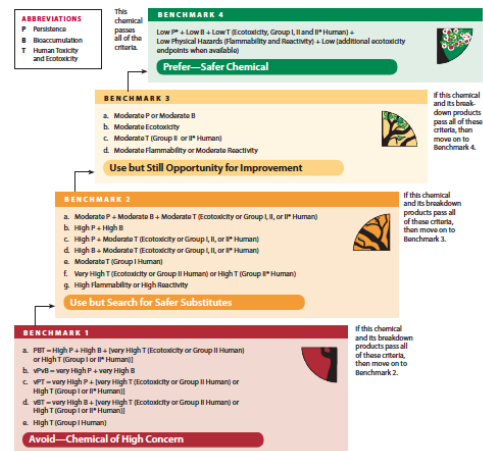 ABBREVIATIONS
P Persistence
B Bioaccumulation
T Human Toxicity
and Ecotoxicity
This
chemical
passes
all of the
criteria.
BENCHMARK 4
Low P* + Low B + Low T (Ecotoxicity, Group I, II and II* Human) +
Low Physical Hazards (Flammability and Reactivity) + Low (additional ecotoxicity
endpoints when available)
Prefer—Safer Chemical
BENCHMARK 3
a. Moderate P or Moderate B
b. Moderate Ecotoxicity
c. Moderate T (Group II or II* Human)
d. Moderate Flammability or Moderate Reactivity
Use but Still Opportunity for Improvement
If this chemical
and its break-
down products
pass all of these
criteria, then
move on to
Benchmark 4.
BENCHMARK 2
a. Moderate P + Moderate B + Moderate T (Ecotoxicity or Group I, II, or II* Human)
b. High P + High B
c. High P + Moderate T (Ecotoxicity or Group I, II, or II* Human)
d. High B + Moderate T (Ecotoxicity or Group I, II, or II* Human)
e. Moderate T (Group I Human)
f. Very High T (Ecotoxicity or Group II Human) or High T (Group II* Human)
g. High Flammability or High Reactivity
Use but Search for Safer Substitutes
If this chemical
and its breakdown
products pass all
of these criteria,
then move on to
Benchmark 3.
BENCHMARK 1
a. PBT = High P + High B + [very High T (Ecotoxicity or Group II Human)
or High T (Group I or II* Human)]
b. vPvB = very High P + very High B
c. vPT = very High P + [very High T (Ecotoxicity or Group II Human) or
High T (Group I or II* Human)]
d. vBT = very High B + [very High T (Ecotoxicity or Group II Human) or
High T (Group I or II* Human)]
e. High T (Group I Human)
Avoid—Chemical of High Concern
If this chemical
and its breakdown
products pass all
of these criteria,
then move on to
Benchmark 2.